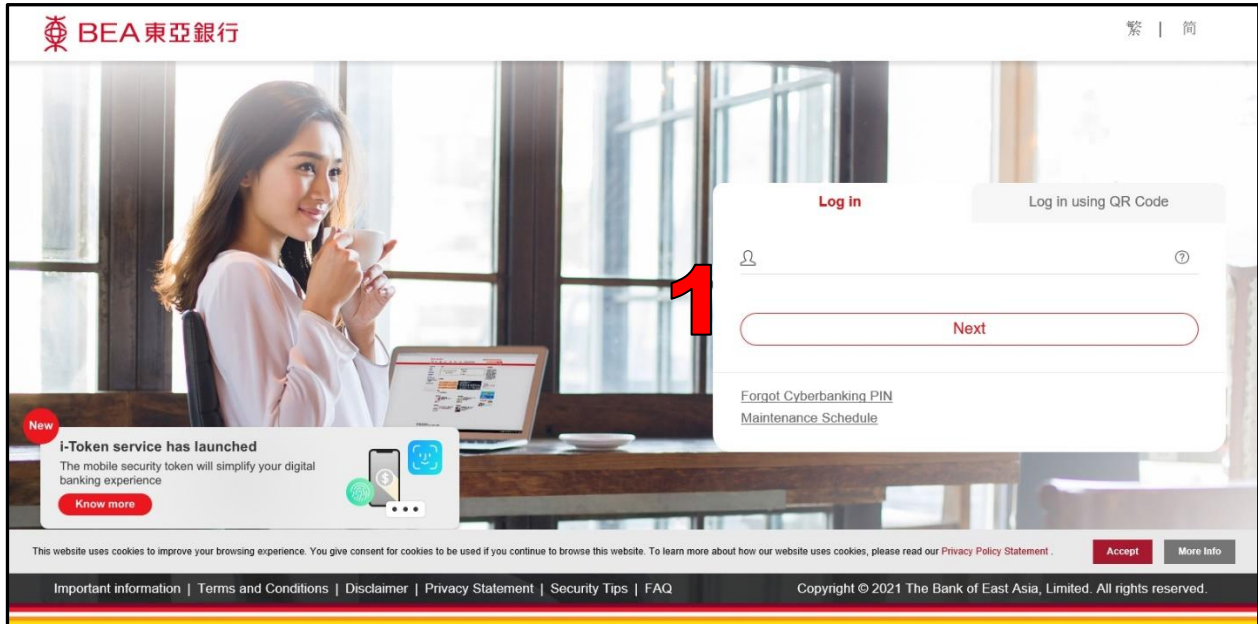 BEA東亞銀行
繁 | 简
Log in
Log in using QR Code
1
Next
Forgot Cyberbanking PIN
Maintenance Schedule
New
i-Token service has launched
The mobile security token will simplify your digital
banking experience
Know more
This website uses cookies to improve your browsing experience. You give consent for cookies to be used if you continue to browse this website. To learn more about how our website uses cookies, please read our Privacy Policy Statement .
Accept
More Info
Important information | Terms and Conditions | Disclaimer | Privacy Statement | Security Tips | FAQ
Copyright © 2021 The Bank of East Asia, Limited. All rights reserved.